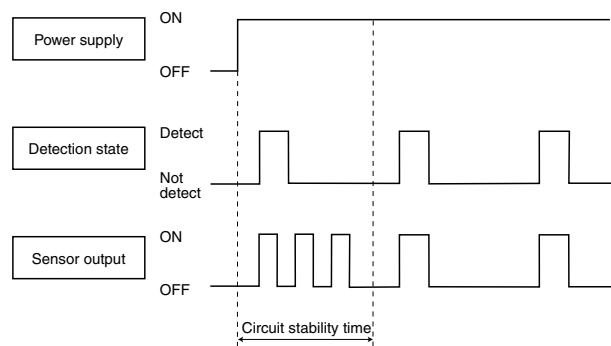 ON
Power supply
OFF
Detect
Detection state
Not
detect
ON
Sensor output
OFF
Circuit stability time